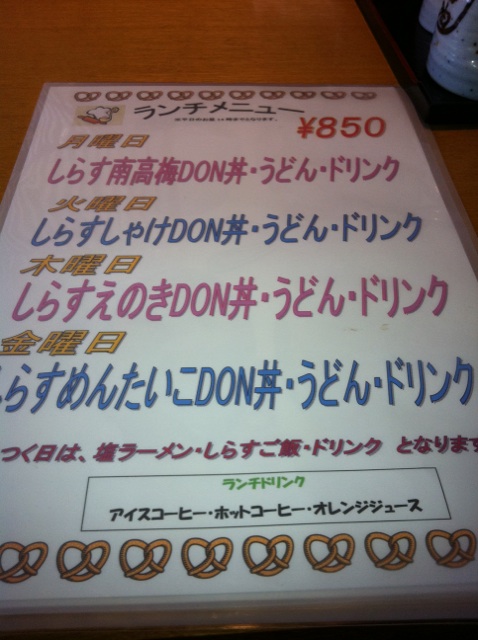 ランチメニュー
¥850
月曜日
しらす南高梅DON丼・うどん・ドリンク
火曜日
しらすしゃけDON丼・うどん・ドリンク
木曜日
しらすえのきDON丼・うどん・ドリンク
金曜日
しらすめんたいこDON丼・うどん・ドリンク
つく日は、塩ラーメン・しらすご飯・ドリンク となります
ランチドリンク
アイスコーヒー・ホットコーヒー・オレンジジュース